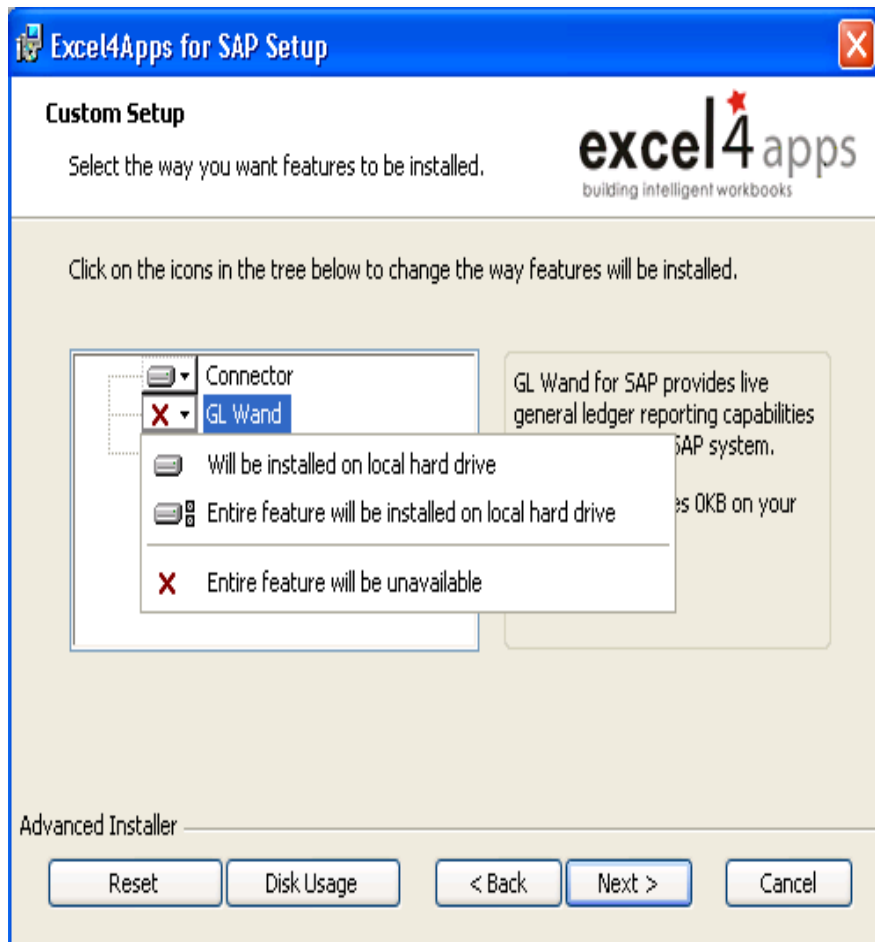 Excel4Apps for SAP Setup
Custom Setup
Select the way you want features to be installed.
excel4apps
building intelligent workbooks
Click on the icons in the tree below to change the way features will be installed.
Connector
GL Wand
Will be installed on local hard drive
Entire feature will be installed on local hard drive
Entire feature will be unavailable
GL Wand for SAP provides live
general ledger reporting capabilities
SAP system.
0KB on your
Advanced Installer
Reset
Disk Usage
< Back
Next >
Cancel